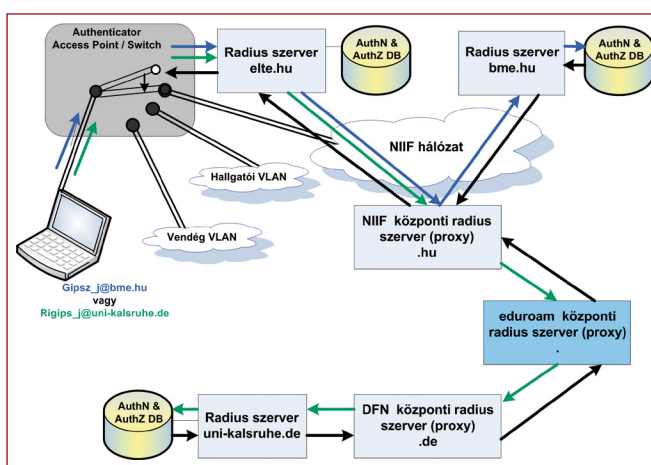 Authenticator
Access Point / Switch
Radius szerver
elte.hu
AuthN &
AuthZ DB
Radius szerver
bme.hu
AuthN &
AuthZ DB
NIIF hálózat
Hallgatói VLAN
Vendég VLAN
NIIF központi radius
szerver (proxy)
.hu
Gipsz_j@bme.hu
vagy
Rigips_j@uni-kalsruhe.de
eduroam központi
radius szerver (proxy)
.
AuthN &
AuthZ DB
Radius szerver
uni-kalsruhe.de
DFN központi radius
szerver (proxy)
.de